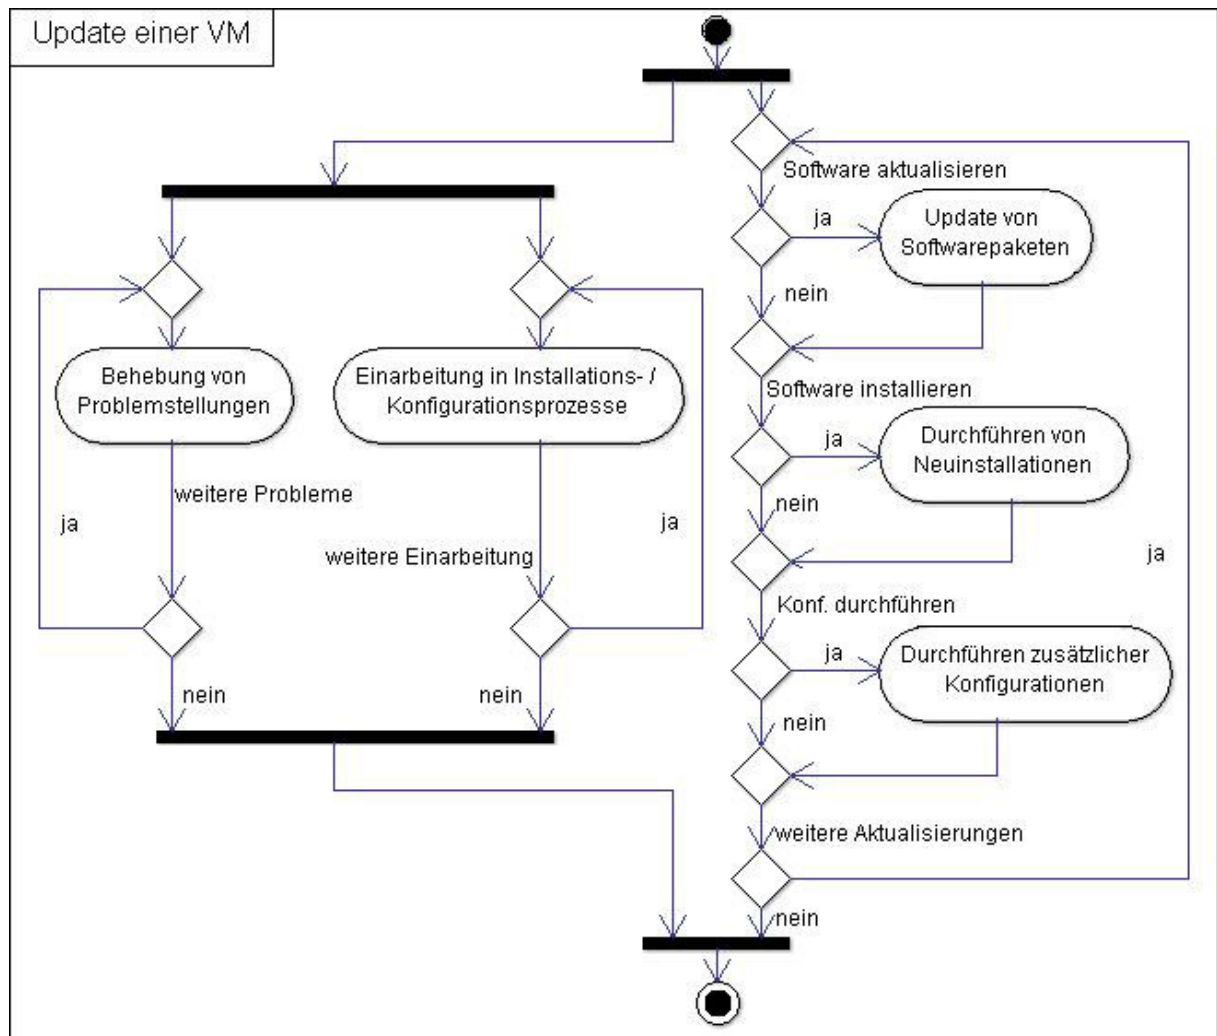 Update einer VM
Software aktualisieren
ja
Update von
Softwarepaketen
nein
Software installieren
ja
Durchführen von
Neuinstallationen
nein
Konf. durchführen
ja
Durchführen zusätzlicher
Konfigurationen
nein
weitere Aktualisierungen
ja
nein
Behebung von
Problemstellungen
weitere Probleme
ja
nein
Einarbeitung in Installations- /
Konfigurationsprozesse
weitere Einarbeitung
ja
nein